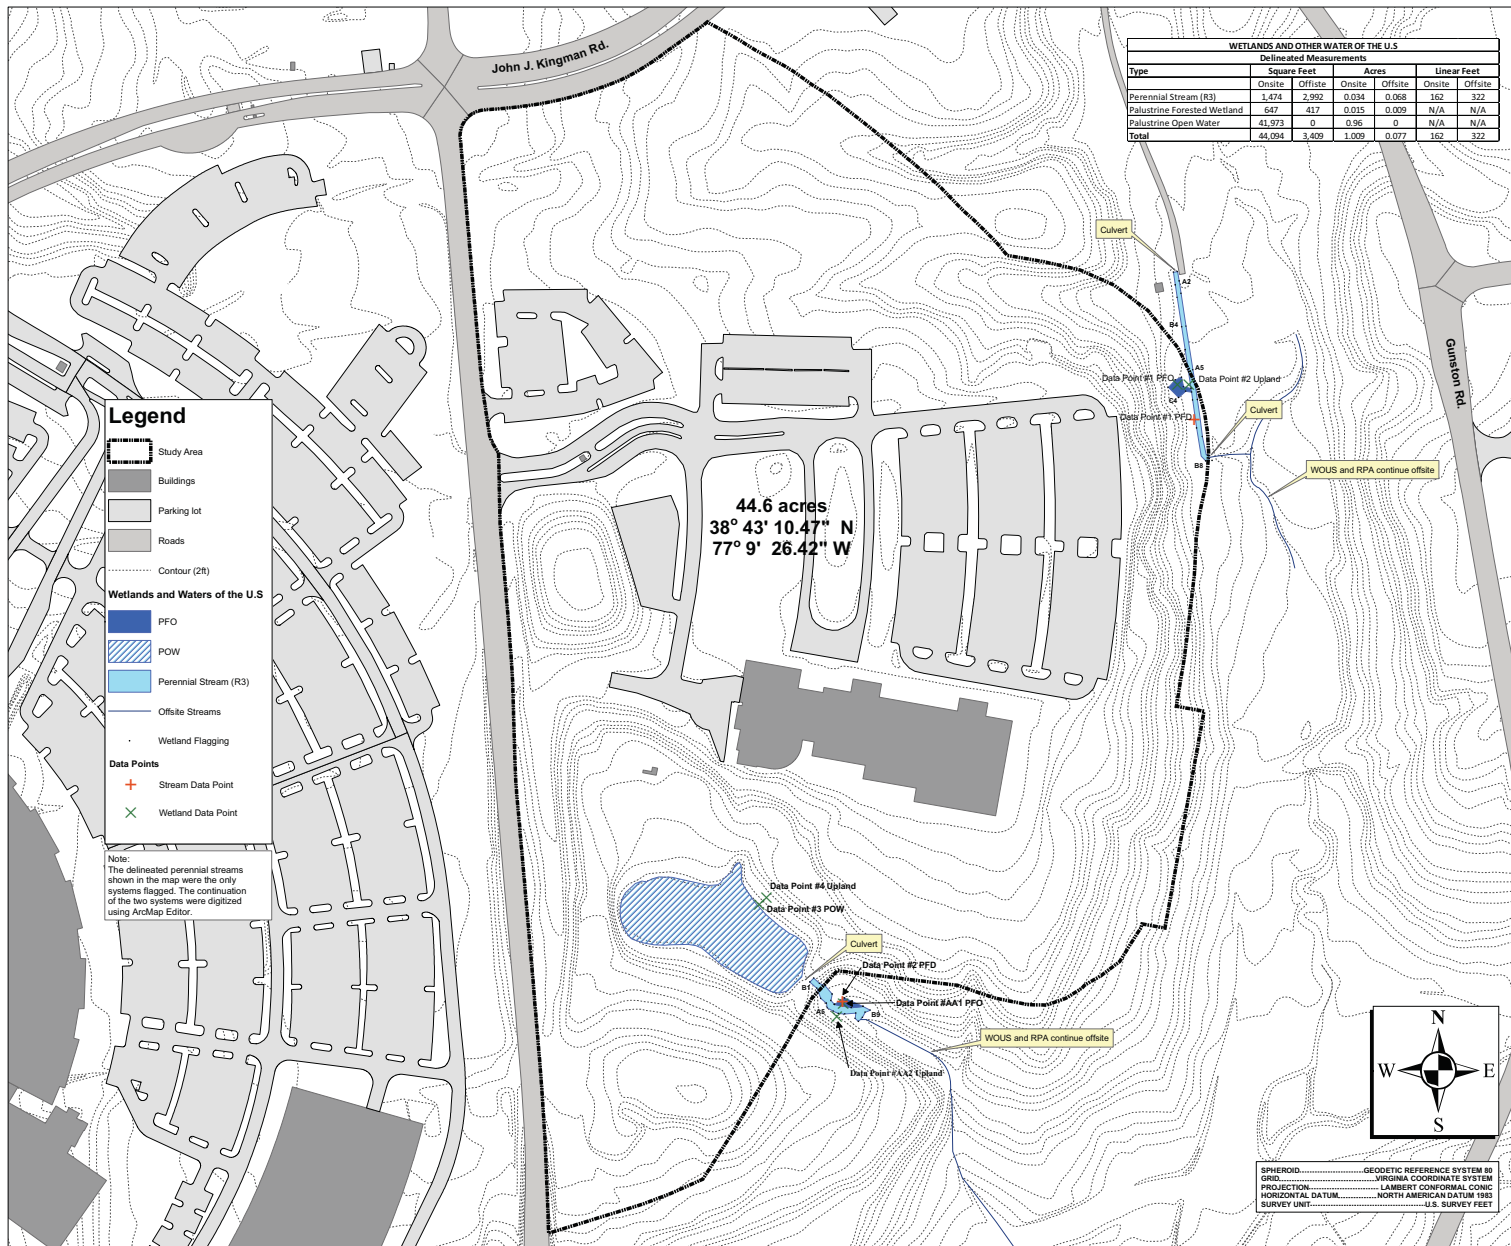 John J. Kingman Rd.
WETLANDS AND OTHER WATER OF THE U.S
Delineated Measurements
Type Square Feet Acres Linear Feet
Onsite Offiste Onsite Offsite Onsite Offsite
Perennial Stream (R3) 1,474 2,992 0.034 0.068 162 322
Palustrine Forested Wetland 647 417 0.015 0.009 N/A N/A
Palustrine Open Water 41,973 0 0.96 0 N/A N/A
Total 44,094 3,409 1.009 0.077 162 322
Culvert
A2
B4
A5
Data Point #1 PFO
Data Point #2 Upland
C4
Data Point #1 PFD
Culvert
B8
WOUS and RPA continue offsite
Gunston Rd.
44.6 acres
38° 43' 10.47" N
77° 9' 26.42" W
Legend
Study Area
Buildings
Parking lot
Roads
Contour (2ft)
Wetlands and Waters of the U.S
PFO
POW
Perennial Stream (R3)
Offsite Streams
Wetland Flagging
Data Points
Stream Data Point
Wetland Data Point
Note:
The delineated perennial streams
shown in the map were the only
systems flagged. The continuation
of the two systems were digitized
using ArcMap Editor.
Data Point #4 Upland
Data Point #3 POW
Culvert
Data Point #2 PFD
B1
Data Point #AA1 PFO
A6
B9
WOUS and RPA continue offsite
Data Point #AA2 Upland
N
W E
S
SPHEROID GEODETIC REFERENCE SYSTEM 80
GRID VIRGINIA COORDINATE SYSTEM
PROJECTION LAMBERT CONFORMAL CONIC
HORIZONTAL DATUM NORTH AMERICAN DATUM 1983
SURVEY UNIT U.S. SURVEY FEET